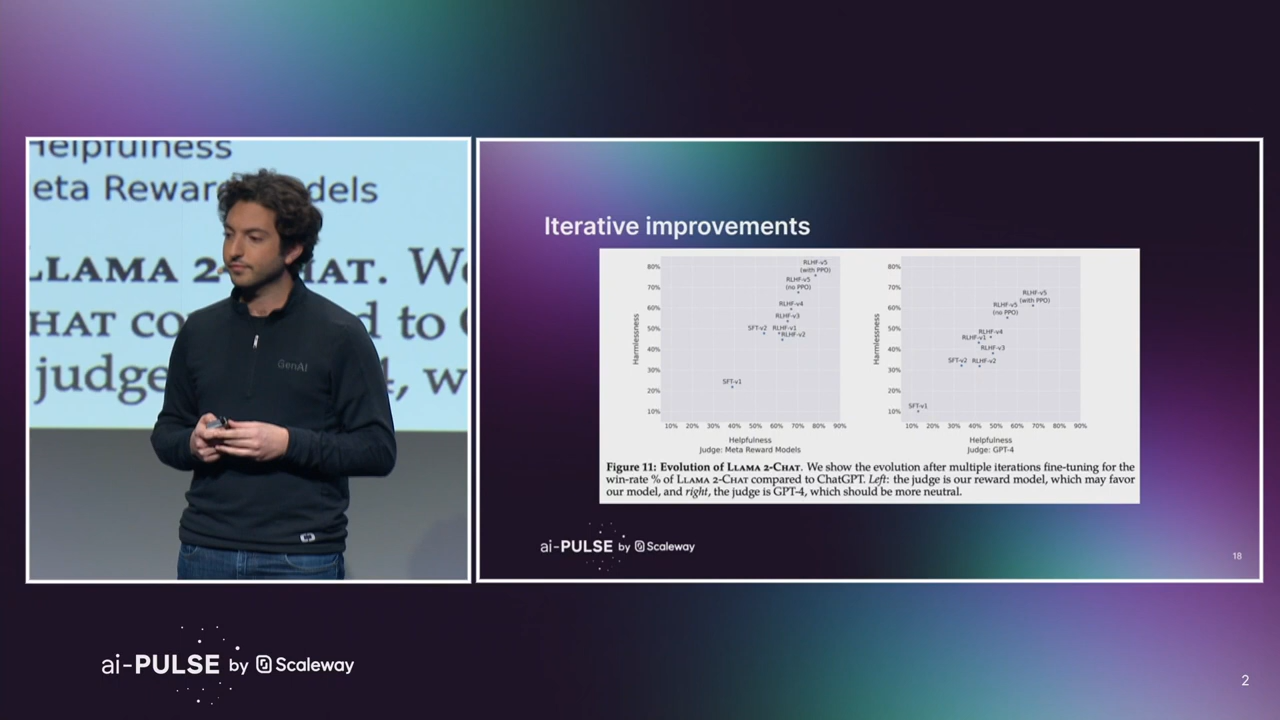 Helpfulness
eta Reward Models
LLAMA 2-CHAT. We
HAT co d to
judge 4, w
GenAI
Iterative improvements
80%
70%
60%
50%
40%
30%
20%
10%
Harmlessness
RLHF-v5
(with PPO)
RLHF-v5
(no PPO)
RLHF-v4
RLHF-v3
SFT-v2 RLHF-v1
RLHF-v2
SFT-v1
10% 20% 30% 40% 50% 60% 70% 80% 90%
Helpfulness
Judge: Meta Reward Models
80%
70%
60%
50%
40%
30%
20%
10%
Harmlessness
RLHF-v5
(with PPO)
RLHF-v5
(no PPO)
RLHF-v4
RLHF-v1
RLHF-v3
SFT-v2 RLHF-v2
SFT-v1
10% 20% 30% 40% 50% 60% 70% 80% 90%
Helpfulness
Judge: GPT-4
Figure 11: Evolution of LLAMA 2-CHAT. We show the evolution after multiple iterations fine-tuning for the
win-rate % of LLAMA 2-CHAT compared to ChatGPT. Left: the judge is our reward model, which may favor
our model, and right, the judge is GPT-4, which should be more neutral.
ai-PULSE by Scaleway
18
ai-PULSE by Scaleway
2